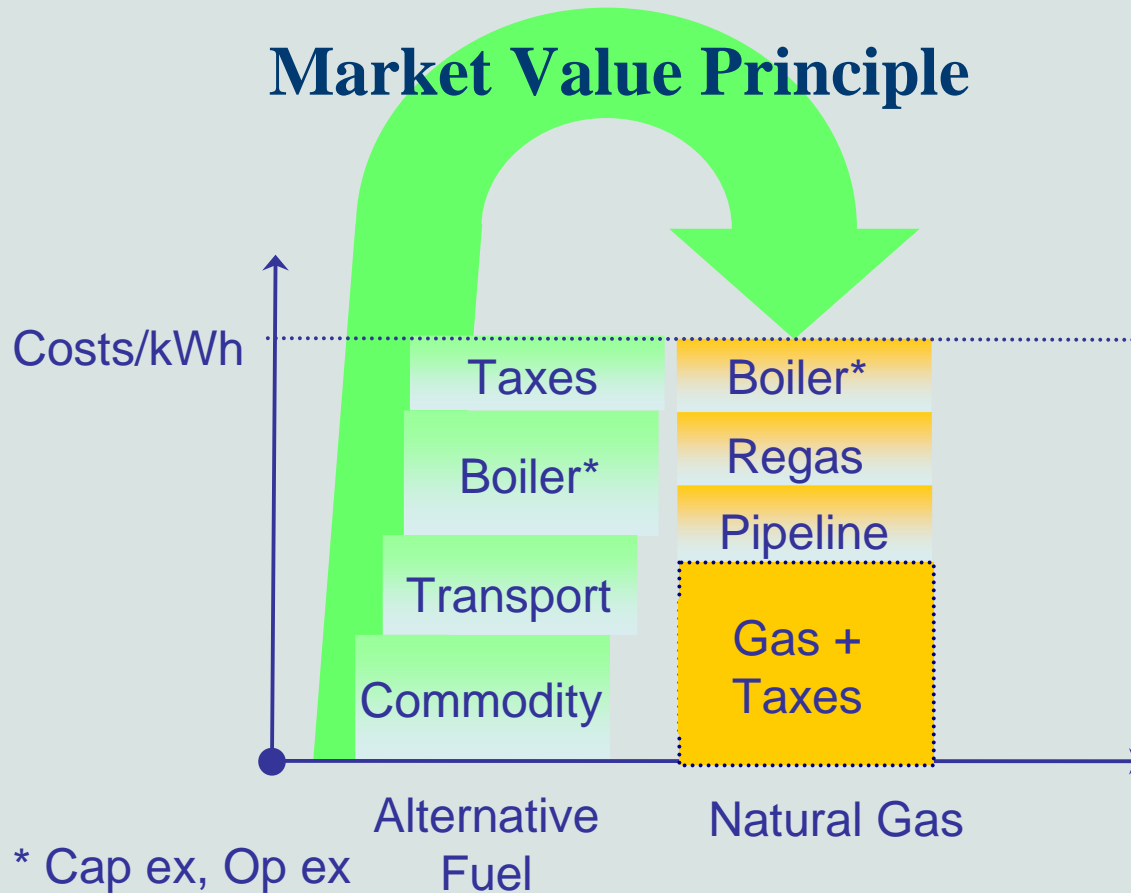 Market Value Principle
Costs/kWh
Taxes
Boiler*
Transport
Commodity
Boiler*
Regas
Pipeline
Gas +
Taxes
Alternative
Fuel
Natural Gas
* Cap ex, Op ex